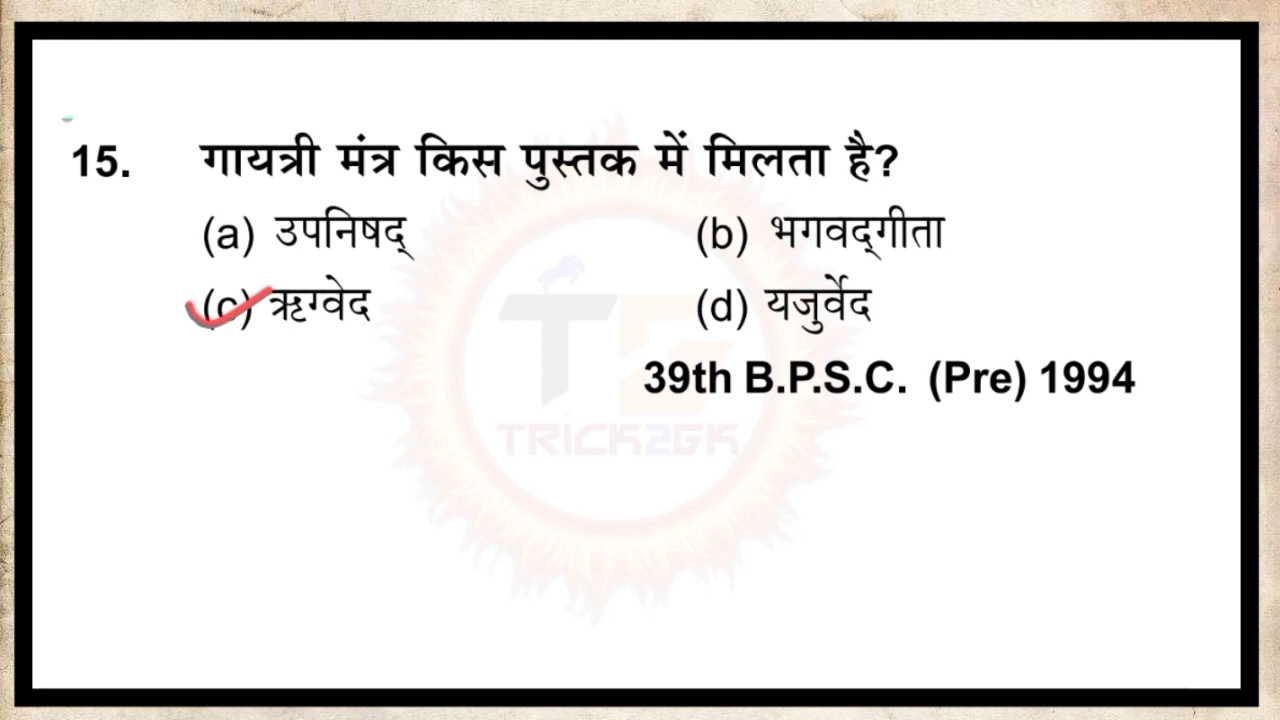 15. गायत्री मंत्र किस पुस्तक में मिलता है?
(a) उपनिषद् (b) भगवद्‌गीता
(c) ऋग्वेद (d) यजुर्वेद
39th B.P.S.C. (Pre) 1994
TRICK2GK